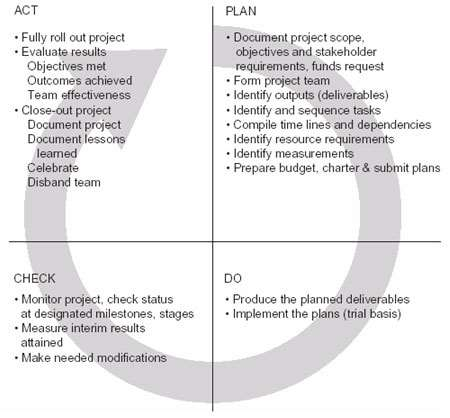 ACT
• Fully roll out project
• Evaluate results
Objectives met
Outcomes achieved
Team effectiveness
• Close-out project
Document project
Document lessons
learned
Celebrate
Disband team
PLAN
• Document project scope,
objectives and stakeholder
requirements, funds request
• Form project team
• Identify outputs (deliverables)
• Identify and sequence tasks
• Compile time lines and dependencies
• Identify resource requirements
• Identify measurements
• Prepare budget, charter & submit plans
CHECK
• Monitor project, check status
at designated milestones, stages
• Measure interim results
attained
• Make needed modifications
DO
• Produce the planned deliverables
• Implement the plans (trial basis)